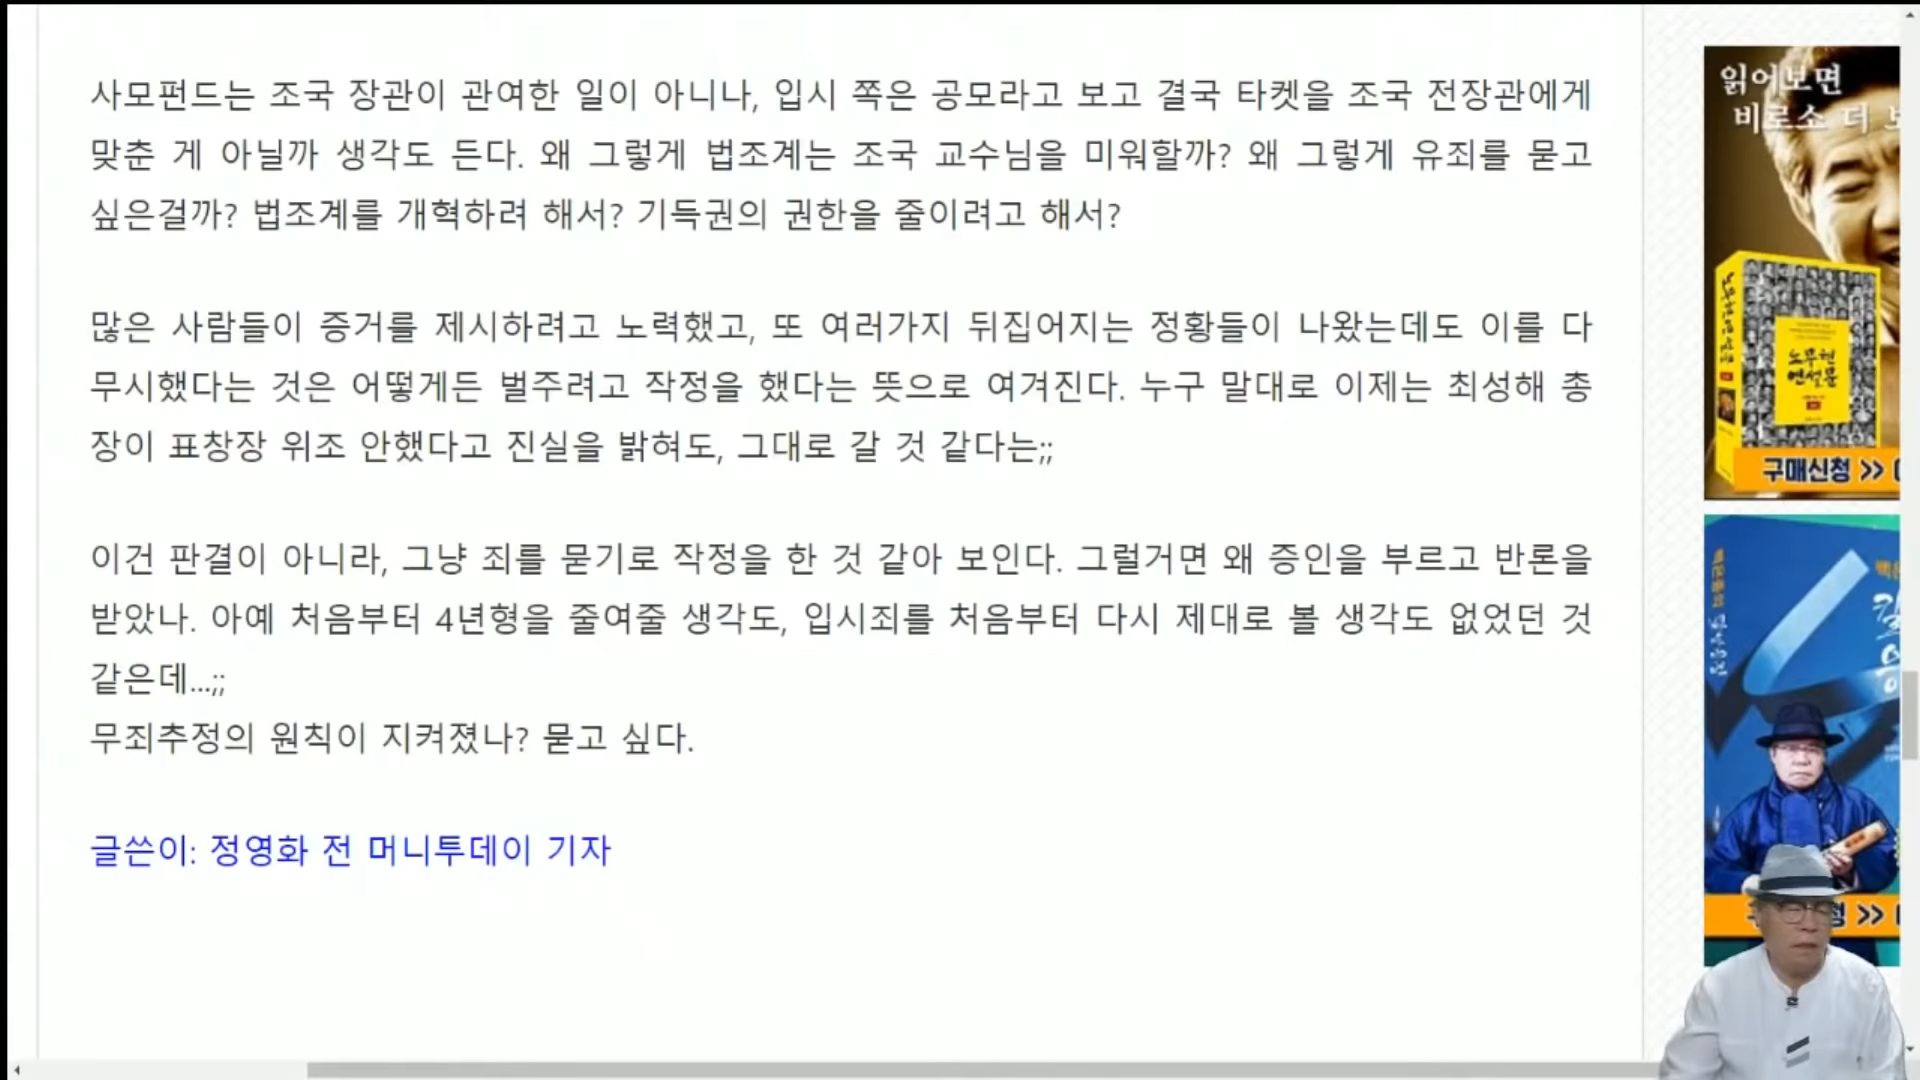 사모펀드는 조국 장관이 관여한 일이 아니나, 입시 쪽은 공모라고 보고 결국 타켓을 조국 전장관에게
맞춘 게 아닐까 생각도 든다. 왜 그렇게 법조계는 조국 교수님을 미워할까? 왜 그렇게 유죄를 묻고
싶은걸까? 법조계를 개혁하려 해서? 기득권의 권한을 줄이려고 해서?
많은 사람들이 증거를 제시하려고 노력했고, 또 여러가지 뒤집어지는 정황들이 나왔는데도 이를 다
무시했다는 것은 어떻게든 벌주려고 작정을 했다는 뜻으로 여겨진다. 누구 말대로 이제는 최성해 총
장이 표창장 위조 안했다고 진실을 밝혀도, 그대로 갈 것 같다는;;
이건 판결이 아니라, 그냥 죄를 묻기로 작정을 한 것 같아 보인다. 그럴거면 왜 증인을 부르고 반론을
받았나. 아예 처음부터 4년형을 줄여줄 생각도, 입시죄를 처음부터 다시 제대로 볼 생각도 없었던 것
같은데...;;
무죄추정의 원칙이 지켜졌나? 묻고 싶다.
글쓴이: 정영화 전 머니투데이 기자
읽어보면
비로소 더
노무현
연설문
구매신청 >>
>>